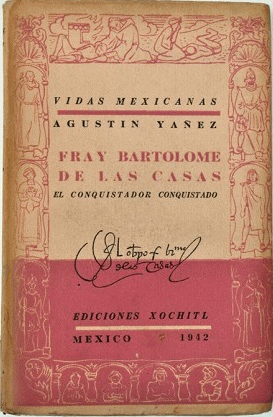 VIDAS MEXICANAS
AGUSTIN YAÑEZ
FRAY BARTOLOME
DE LAS CASAS
EL CONQUISTADOR CONQUISTADO
EDICIONES XOCHITL
MEXICO 1942